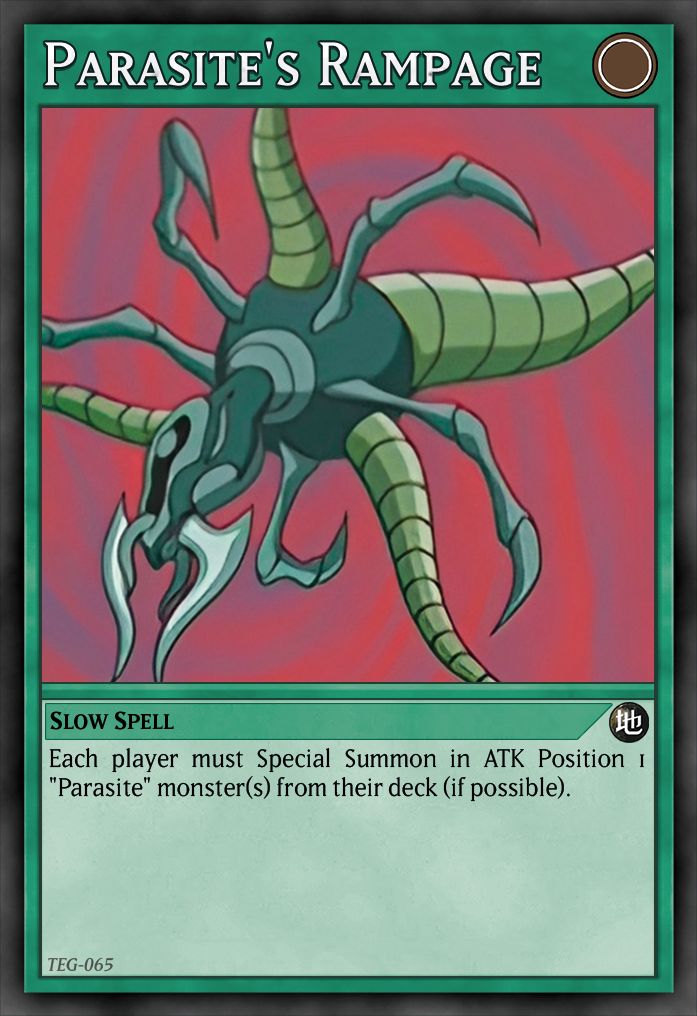 Parasite's Rampage
Slow Spell
Each player must Special Summon in ATK Position 1
"Parasite" monster(s) from their deck (if possible).
TEG-065